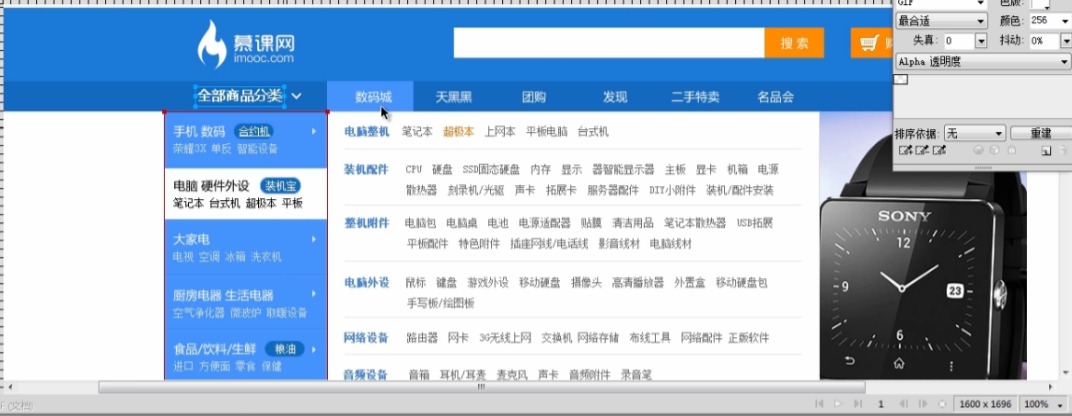 GIF 色版:
最合适 颜色: 256
失真: 0 抖动: 0%
Alpha 透明度
排序依据: 无 重建
慕课网
imooc.com
搜索
购
全部商品分类 数码城 天黑黑 团购 发现 二手特卖 名品会
手机 数码 合约机
荣耀3X 单反 智能设备
电脑 硬件外设 装机宝
笔记本 台式机 超极本 平板
大家电
电视 空调 冰箱 洗衣机
厨房电器 生活电器
空气净化器 微波炉 取暖设备
食品/饮料/生鲜 粮油
进口 方便面 零食 保健
电脑整机 笔记本 超极本 上网本 平板电脑 台式机
装机配件 CPU 硬盘 SSD固态硬盘 内存 显示 器智能显示器 主板 显卡 机箱 电源
散热器 刻录机/光驱 声卡 拓展卡 服务器配件 DIY小附件 装机/配件安装
整机附件 电脑包 电脑桌 电池 电源适配器 贴膜 清洁用品 笔记本散热器 USB拓展
平板配件 特色附件 插座网线/电话线 影音线材 电脑线材
电脑外设 鼠标 键盘 游戏外设 移动硬盘 摄像头 高清播放器 外置盒 移动硬盘包
手写板/绘图板
网络设备 路由器 网卡 3G无线上网 交换机 网络存储 布线工具 网络配件 正版软件
音频设备 音箱 耳机/耳麦 麦克风 声卡 音频附件 录音笔
SONY
12
9
23
6
F (文档)
1 1600 x 1696 100%